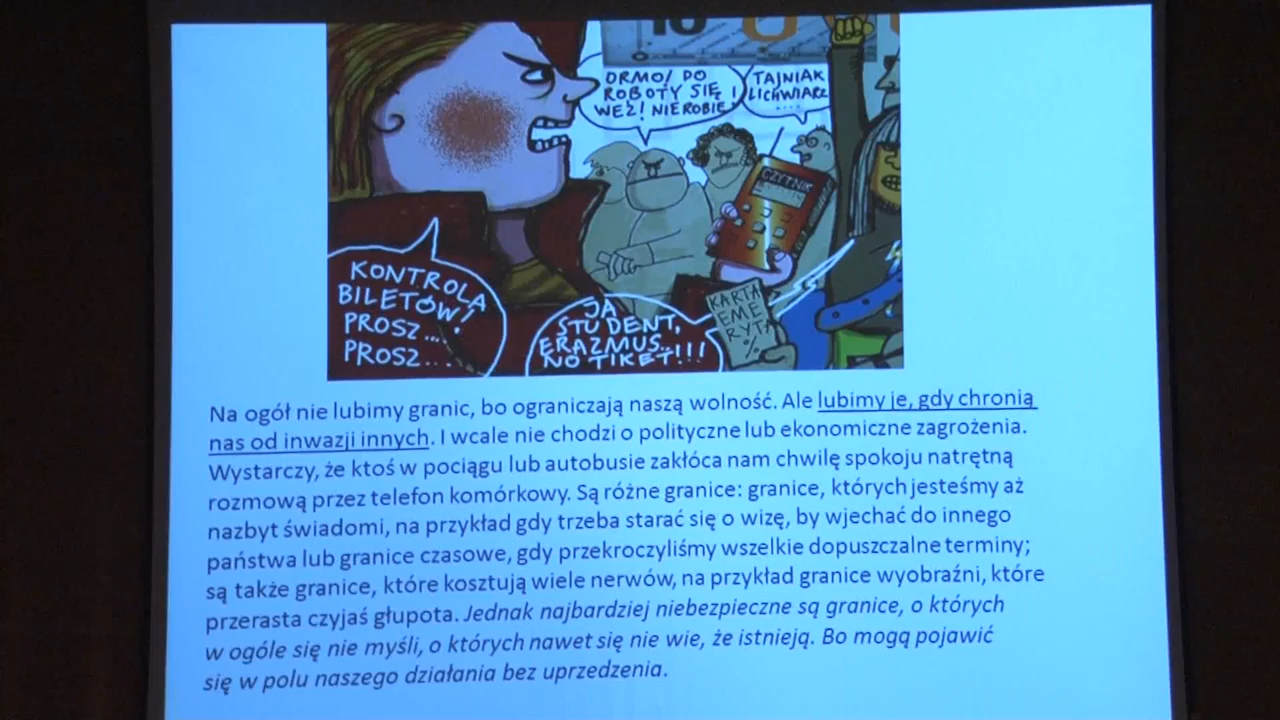 DRMO! DO
ROBOTY SIĘ
WEŹ! NIEROBIE!
TAJNIAK
LICHWIARZ
....
CZYTNIK
KONTROLA
BILETÓW!
PROSZ...
PROSZ...
JA
STUDENT,
ERAZMUS..
NO TIKET!!!
KARTA
EME
RYTA
%
Na ogół nie lubimy granic, bo ograniczają naszą wolność. Ale lubimy je, gdy chronią
nas od inwazji innych. I wcale nie chodzi o polityczne lub ekonomiczne zagrożenia.
Wystarczy, że ktoś w pociągu lub autobusie zakłóca nam chwilę spokoju natrętną
rozmową przez telefon komórkowy. Są różne granice: granice, których jesteśmy aż
nazbyt świadomi, na przykład gdy trzeba starać się o wizę, by wjechać do innego
państwa lub granice czasowe, gdy przekroczyliśmy wszelkie dopuszczalne terminy;
są także granice, które kosztują wiele nerwów, na przykład granice wyobraźni, które
przerasta czyjaś głupota. Jednak najbardziej niebezpieczne są granice, o których
w ogóle się nie myśli, o których nawet się nie wie, że istnieją. Bo mogą pojawić
się w polu naszego działania bez uprzedzenia.